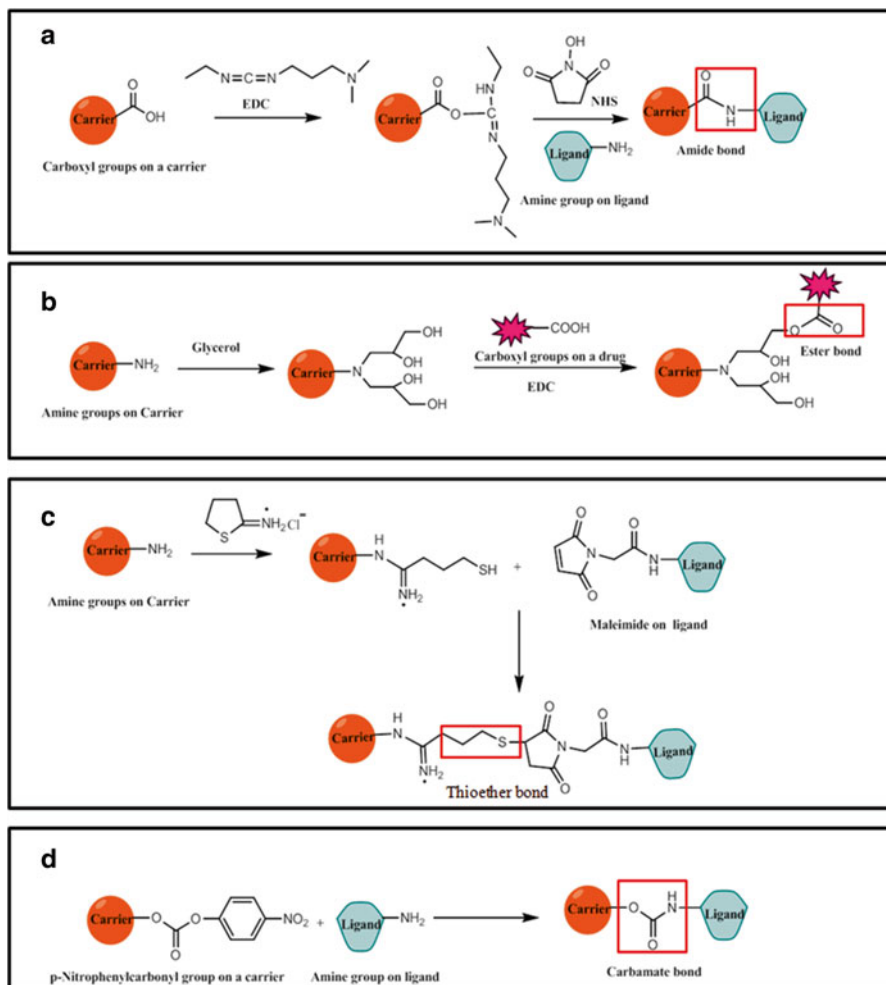 a
EDC
Carrier
O
OH
Carboxyl groups on a carrier
N=C=N
N
Carrier
O
O
HN
N
N
OH
O
N
O
NHS
Ligand
NH₂
Amine group on ligand
Carrier
O
N
H
Ligand
Amide bond
b
Carrier
NH₂
Amine groups on Carrier
Glycerol
Carrier
N
OH
OH
OH
OH
COOH
Carboxyl groups on a drug
EDC
Carrier
N
O
O
OH
OH
OH
Ester bond
c
Carrier
NH₂
Amine groups on Carrier
S
NH₂Cl⁻
Carrier
H
N
NH₂
SH
+
O
N
O
O
N
H
Ligand
Maleimide on ligand
Carrier
H
N
NH₂
S
O
N
O
O
N
H
Ligand
Thioether bond
d
Carrier
O
O
O
NO₂
p-Nitrophenylcarbonyl group on a carrier
+
Ligand
NH₂
Amine group on ligand
Carrier
O
O
H
N
Ligand
Carbamate bond